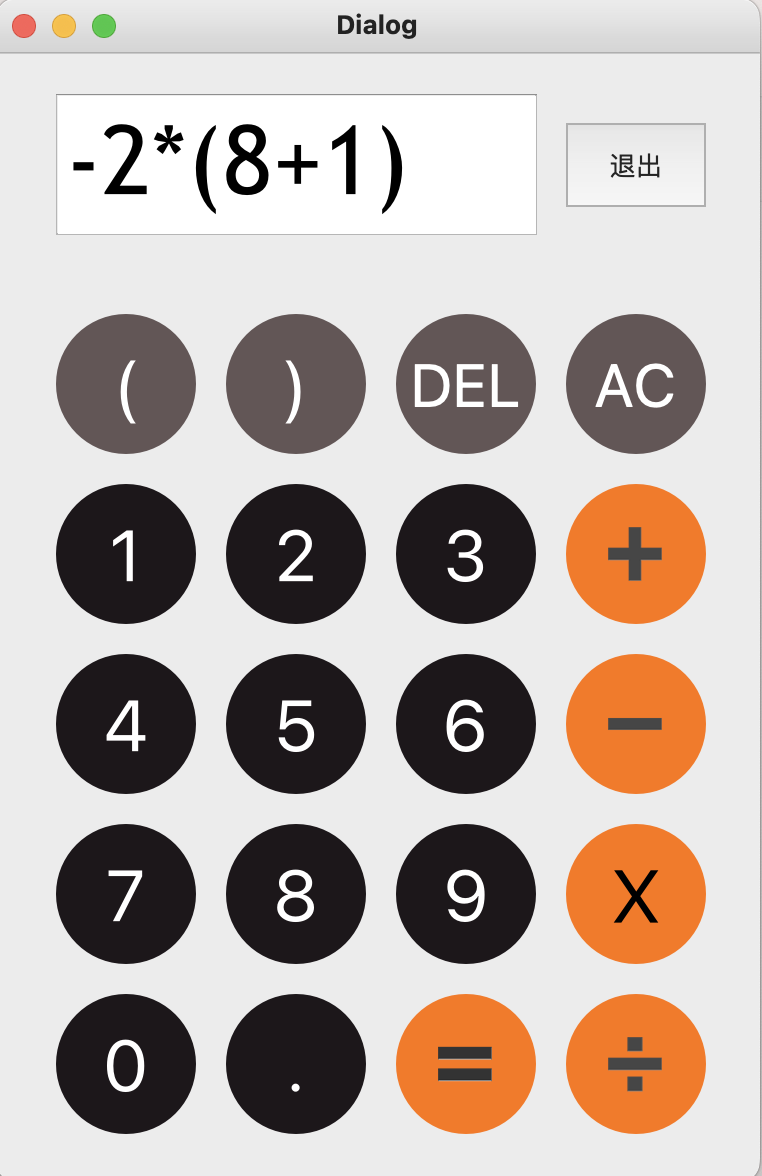 Dialog
-2*(8+1)
退出
( ) DEL AC
1 2 3 +
4 5 6 −
7 8 9 X
0 . = ÷